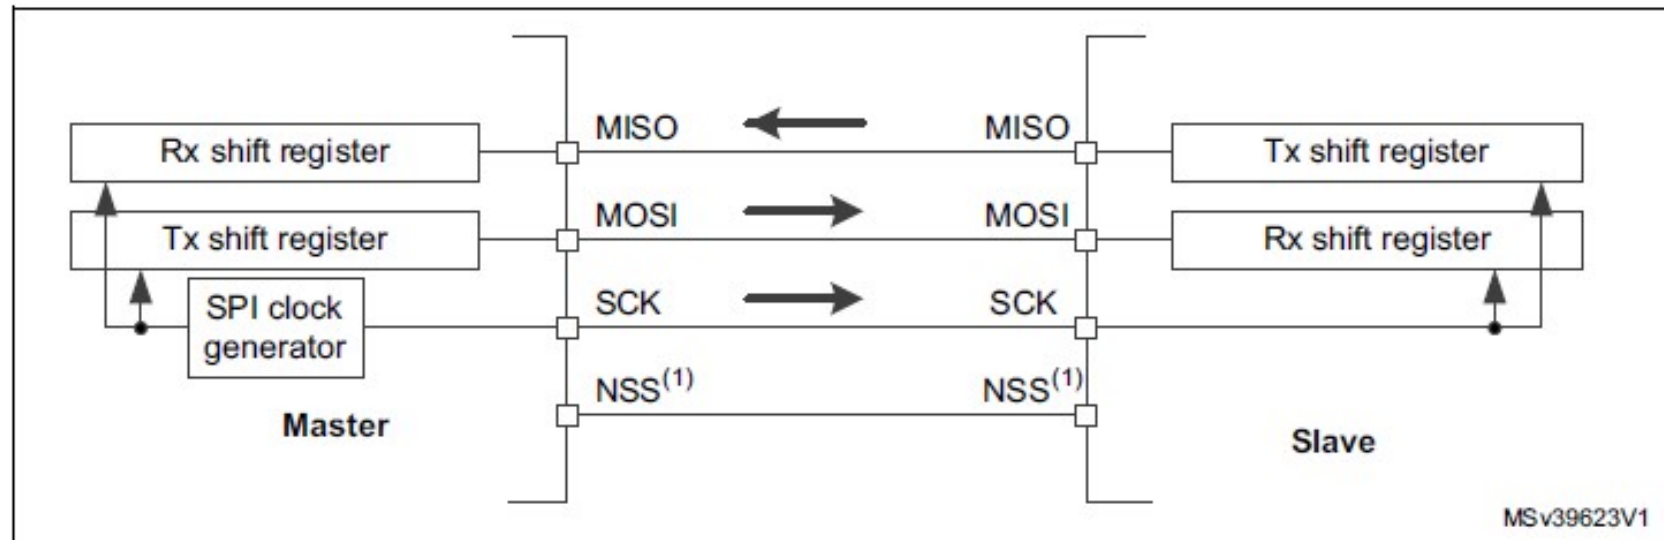 MISO
MISO
Rx shift register
Tx shift register
MOSI
MOSI
Tx shift register
Rx shift register
SPI clock
generator
SCK
SCK
NSS(1)
NSS(1)
Master
Slave
MSv39623V1